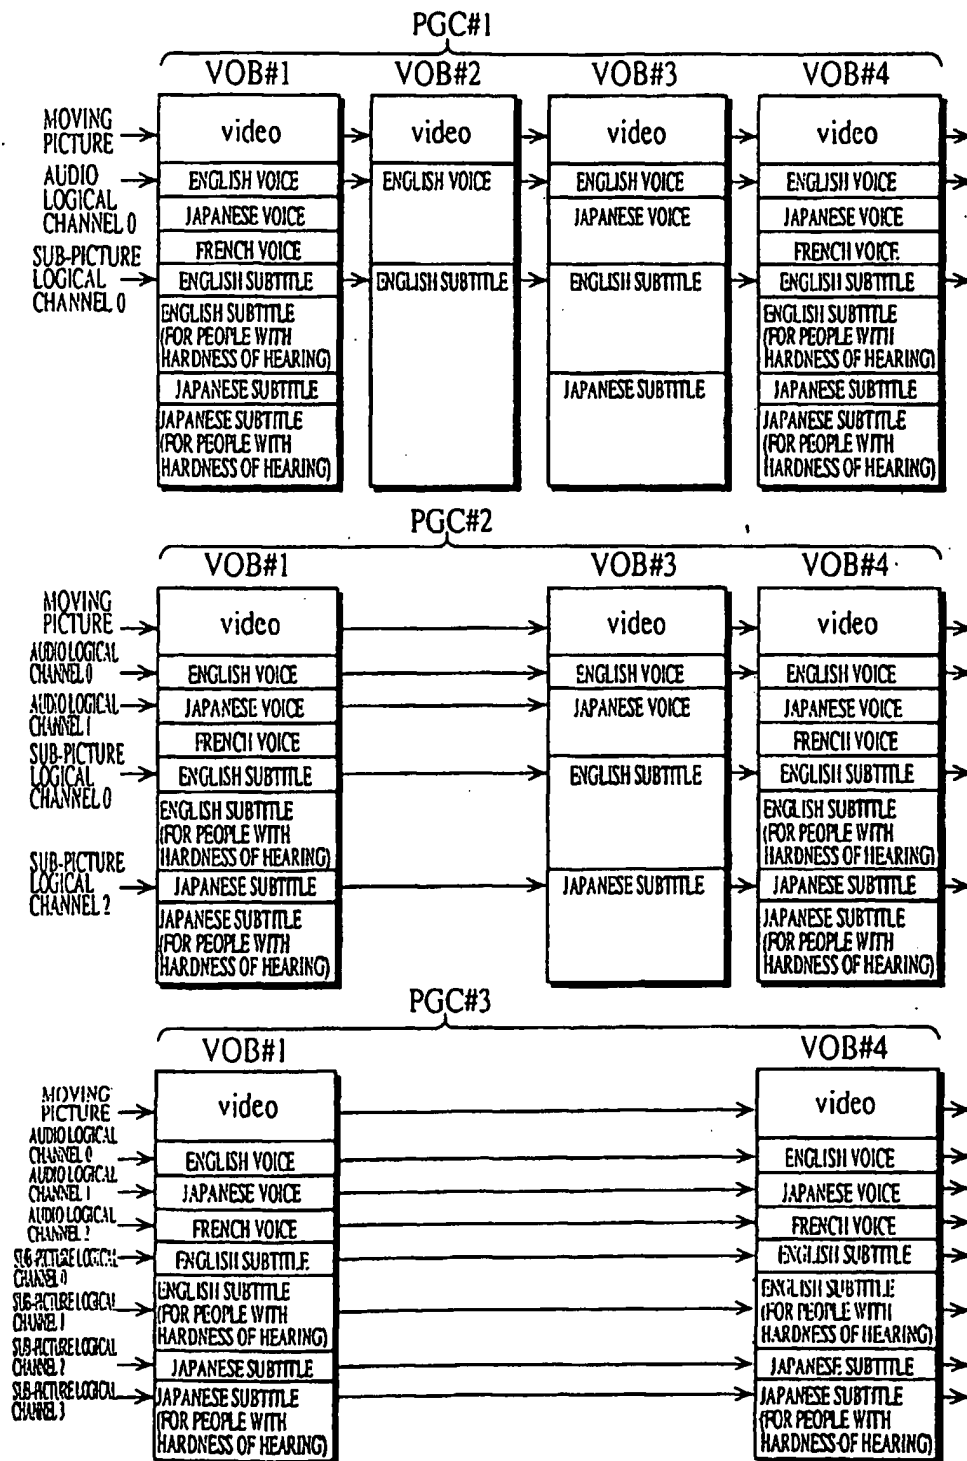 PGC#1
VOB#1 VOB#2 VOB#3 VOB#4
MOVING
PICTURE
video video video video
AUDIO
LOGICAL
CHANNEL 0
ENGLISH VOICE ENGLISH VOICE ENGLISH VOICE ENGLISH VOICE
JAPANESE VOICE JAPANESE VOICE JAPANESE VOICE
FRENCH VOICE FRENCH VOICE
SUB-PICTURE
LOGICAL
CHANNEL 0
ENGLISH SUBTITLE ENGLISH SUBTITLE ENGLISH SUBTITLE ENGLISH SUBTITLE
ENGLISH SUBTITLE ENGLISH SUBTITLE
(FOR PEOPLE WITH (FOR PEOPLE WITH
HARDNESS OF HEARING) HARDNESS OF HEARING)
JAPANESE SUBTITLE JAPANESE SUBTITLE JAPANESE SUBTITLE
JAPANESE SUBTITLE JAPANESE SUBTITLE
(FOR PEOPLE WITH (FOR PEOPLE WITH
HARDNESS OF HEARING) HARDNESS OF HEARING)
PGC#2
VOB#1 VOB#3 VOB#4
MOVING
PICTURE
video video video
AUDIO LOGICAL
CHANNEL 0
ENGLISH VOICE ENGLISH VOICE ENGLISH VOICE
AUDIO LOGICAL
CHANNEL 1
JAPANESE VOICE JAPANESE VOICE JAPANESE VOICE
FRENCH VOICE FRENCH VOICE
SUB-PICTURE
LOGICAL
CHANNEL 0
ENGLISH SUBTITLE ENGLISH SUBTITLE ENGLISH SUBTITLE
ENGLISH SUBTITLE ENGLISH SUBTITLE
(FOR PEOPLE WITH (FOR PEOPLE WITH
HARDNESS OF HEARING) HARDNESS OF HEARING)
SUB-PICTURE
LOGICAL
CHANNEL 2
JAPANESE SUBTITLE JAPANESE SUBTITLE JAPANESE SUBTITLE
JAPANESE SUBTITLE JAPANESE SUBTITLE
(FOR PEOPLE WITH (FOR PEOPLE WITH
HARDNESS OF HEARING) HARDNESS OF HEARING)
PGC#3
VOB#1 VOB#4
MOVING
PICTURE
video video
AUDIO LOGICAL
CHANNEL 0
ENGLISH VOICE ENGLISH VOICE
AUDIO LOGICAL
CHANNEL 1
JAPANESE VOICE JAPANESE VOICE
AUDIO LOGICAL
CHANNEL 2
FRENCH VOICE FRENCH VOICE
SUB-PICTURE LOGICAL
CHANNEL 0
ENGLISH SUBTITLE ENGLISH SUBTITLE
SUB-PICTURE LOGICAL
CHANNEL 1
ENGLISH SUBTITLE ENGLISH SUBTITLE
(FOR PEOPLE WITH (FOR PEOPLE WITH
HARDNESS OF HEARING) HARDNESS OF HEARING)
SUB-PICTURE LOGICAL
CHANNEL 2
JAPANESE SUBTITLE JAPANESE SUBTITLE
SUB-PICTURE LOGICAL
CHANNEL 3
JAPANESE SUBTITLE JAPANESE SUBTITLE
(FOR PEOPLE WITH (FOR PEOPLE WITH
HARDNESS OF HEARING) HARDNESS OF HEARING)